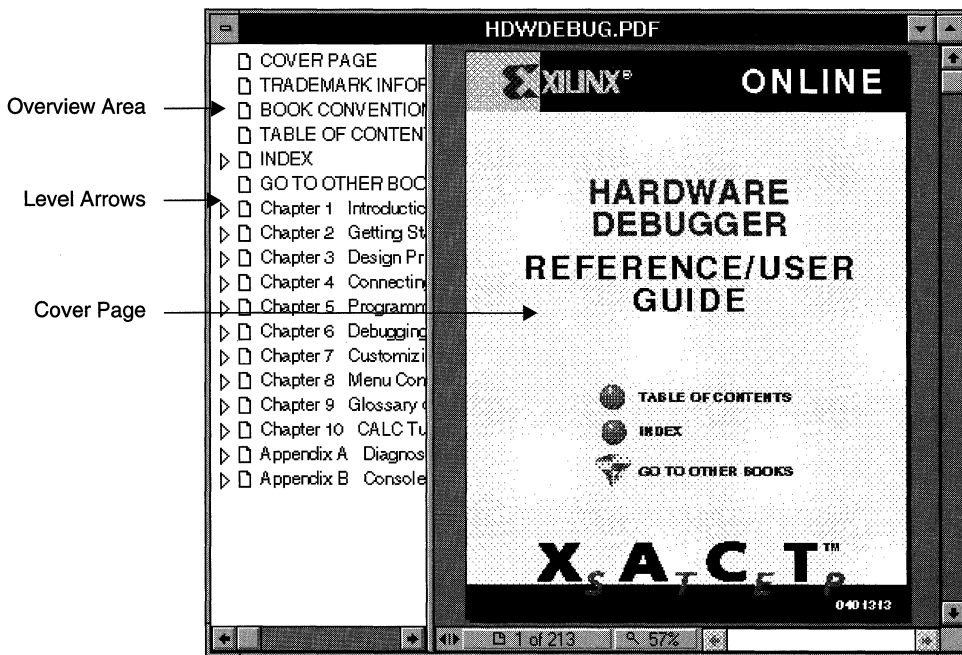 HDWDEBUG.PDF
Overview Area
Level Arrows
Cover Page
COVER PAGE
TRADEMARK INFOR
BOOK CONVENTION
TABLE OF CONTEN
INDEX
GO TO OTHER BOO
Chapter 1 Introductic
Chapter 2 Getting St
Chapter 3 Design Pr
Chapter 4 Connecting
Chapter 5 Programm
Chapter 6 Debugging
Chapter 7 Customizi
Chapter 8 Menu Com
Chapter 9 Glossary o
Chapter 10 CALC Tu
Appendix A Diagnos
Appendix B Console
XILINX® ONLINE
HARDWARE
DEBUGGER
REFERENCE/USER
GUIDE
TABLE OF CONTENTS
INDEX
GO TO OTHER BOOKS
XSATCETP™
0401313
1 of 213 57%